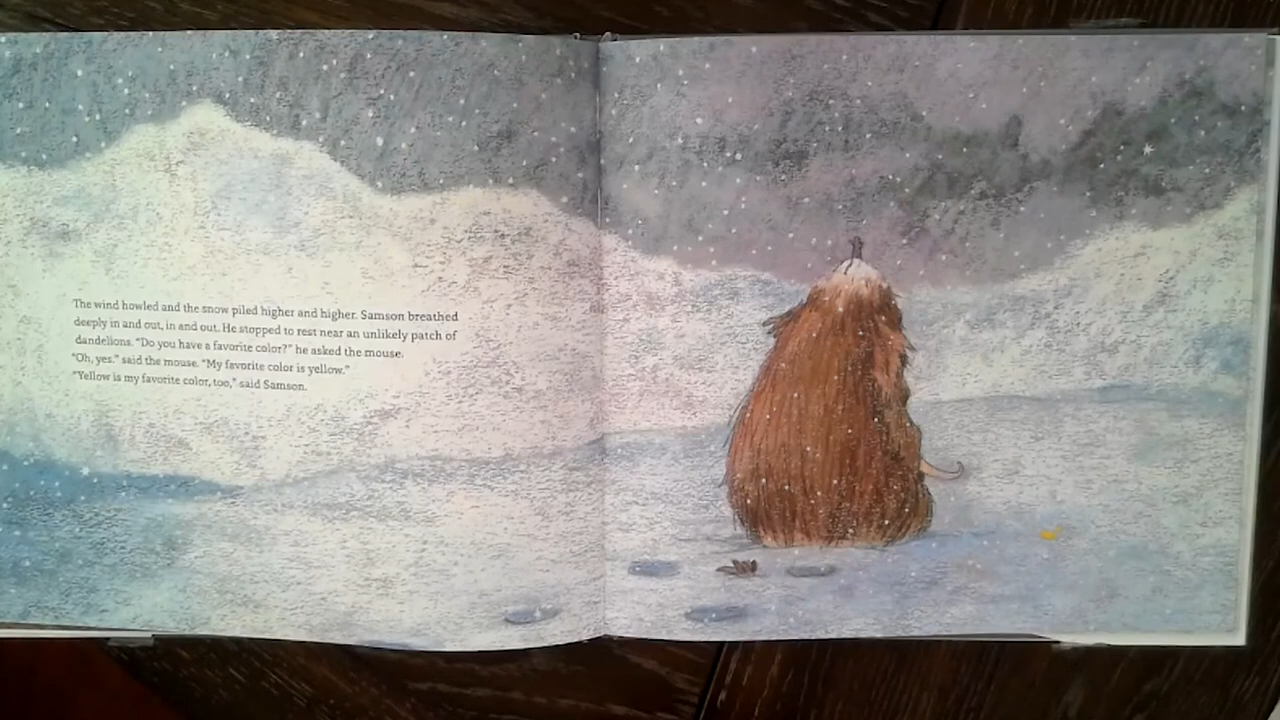 The wind howled and the snow piled higher and higher. Samson breathed
deeply in and out, in and out. He stopped to rest near an unlikely patch of
dandelions. “Do you have a favorite color?” he asked the mouse.
“Oh, yes.” said the mouse. “My favorite color is yellow.”
“Yellow is my favorite color, too,” said Samson.